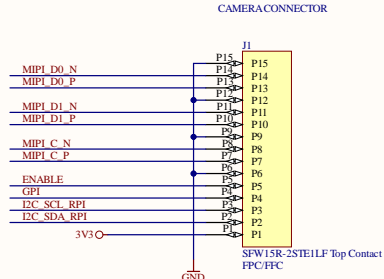 CAMERA CONNECTOR
J1
P15 P15
MIPI_D0_N P14 P14
MIPI_D0_P P13 P13
P12 P12
MIPI_D1_N P11 P11
MIPI_D1_P P10 P10
P9 P9
MIPI_C_N P8 P8
MIPI_C_P P7 P7
P6 P6
ENABLE P5 P5
GPI P4 P4
I2C_SCL_RPI P3 P3
I2C_SDA_RPI P2 P2
3V3 P1 P1
SFW15R-2STE1LF Top Contact
FPC/FFC
GND